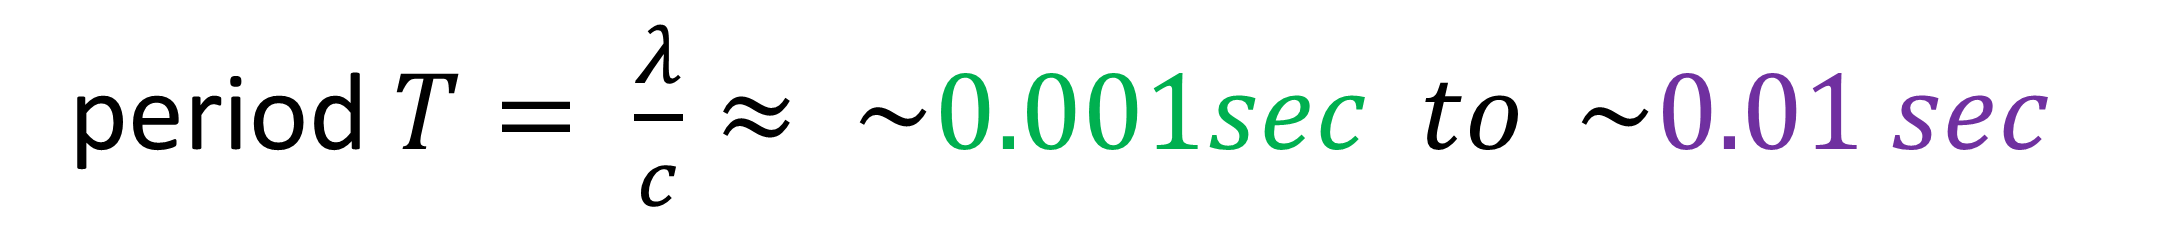 period T = λ/c ≈ ~0.001sec to ~0.01 sec